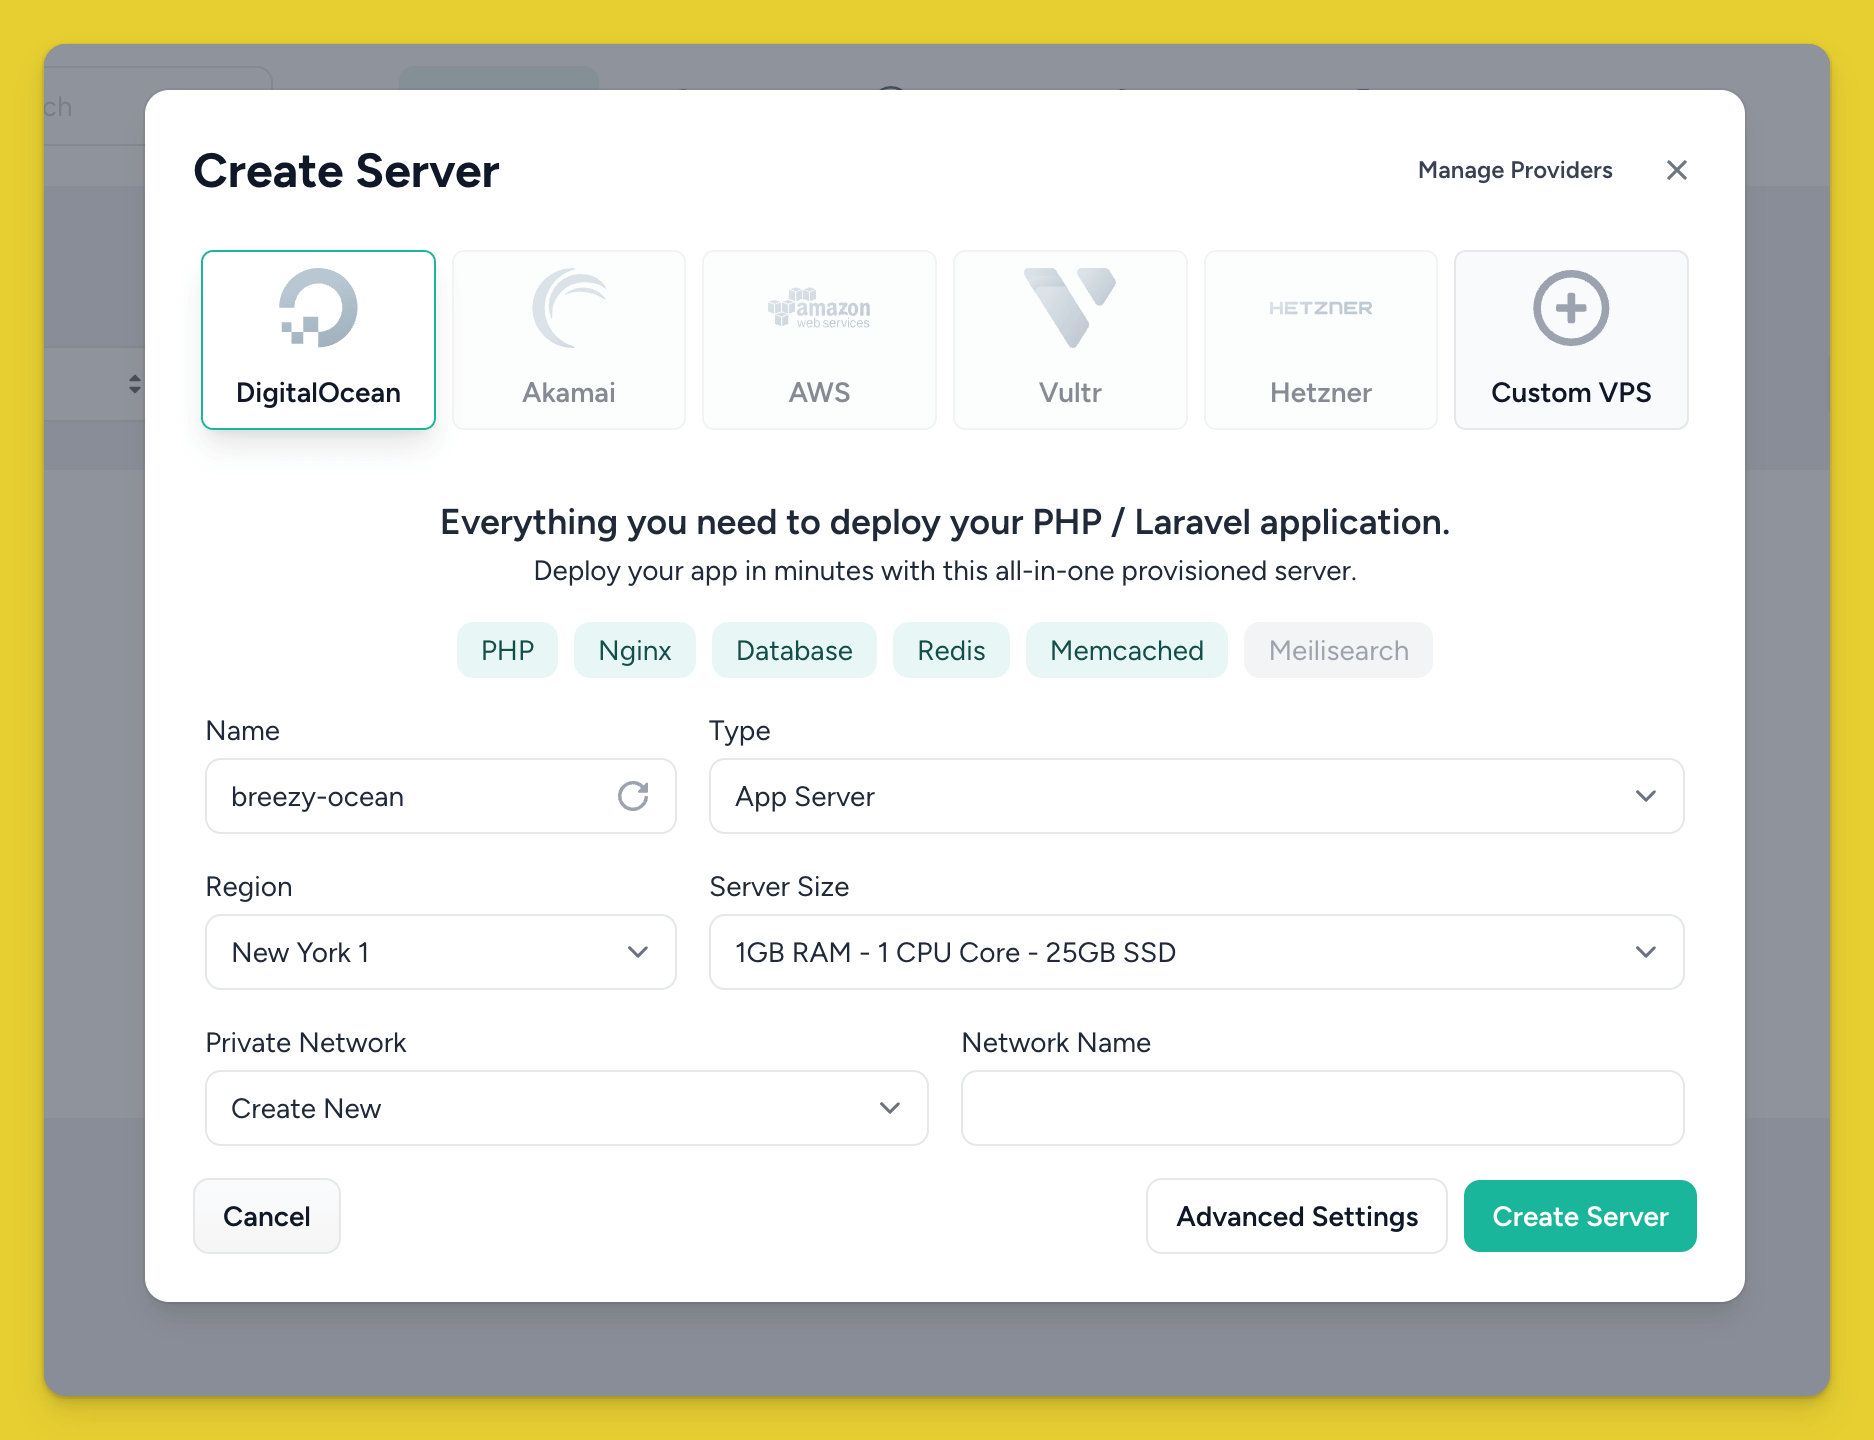 ch
Create Server
Manage Providers
amazon
web services
HETZNER
DigitalOcean
Akamai
AWS
Vultr
Hetzner
Custom VPS
Everything you need to deploy your PHP / Laravel application.
Deploy your app in minutes with this all-in-one provisioned server.
PHP
Nginx
Database
Redis
Memcached
Meilisearch
Name
Type
breezy-ocean
App Server
Region
Server Size
New York 1
1GB RAM - 1 CPU Core - 25GB SSD
Private Network
Network Name
Create New
Cancel
Advanced Settings
Create Server